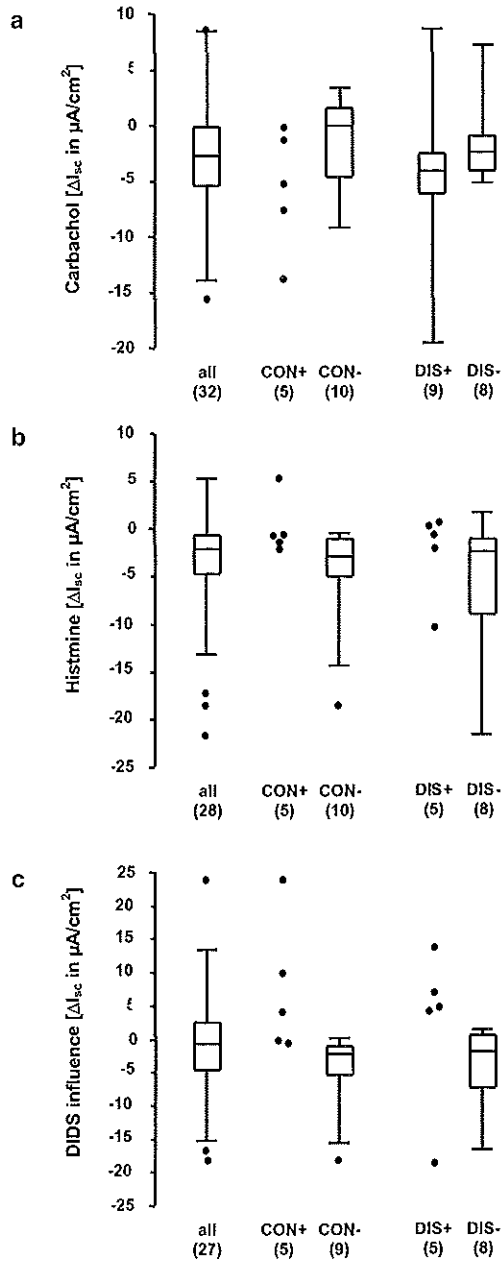 a
Carbachol [ΔIsc in µA/cm²]
10
5
0
-5
-10
-15
-20
all
(32)
CON+
(5)
CON-
(10)
DIS+
(9)
DIS-
(8)
b
Histmine [ΔIsc in µA/cm²]
10
5
0
-5
-10
-15
-20
-25
all
(28)
CON+
(5)
CON-
(10)
DIS+
(5)
DIS-
(8)
c
DIDS influence [ΔIsc in µA/cm²]
25
20
15
10
5
0
-5
-10
-15
-20
-25
all
(27)
CON+
(5)
CON-
(9)
DIS+
(5)
DIS-
(8)